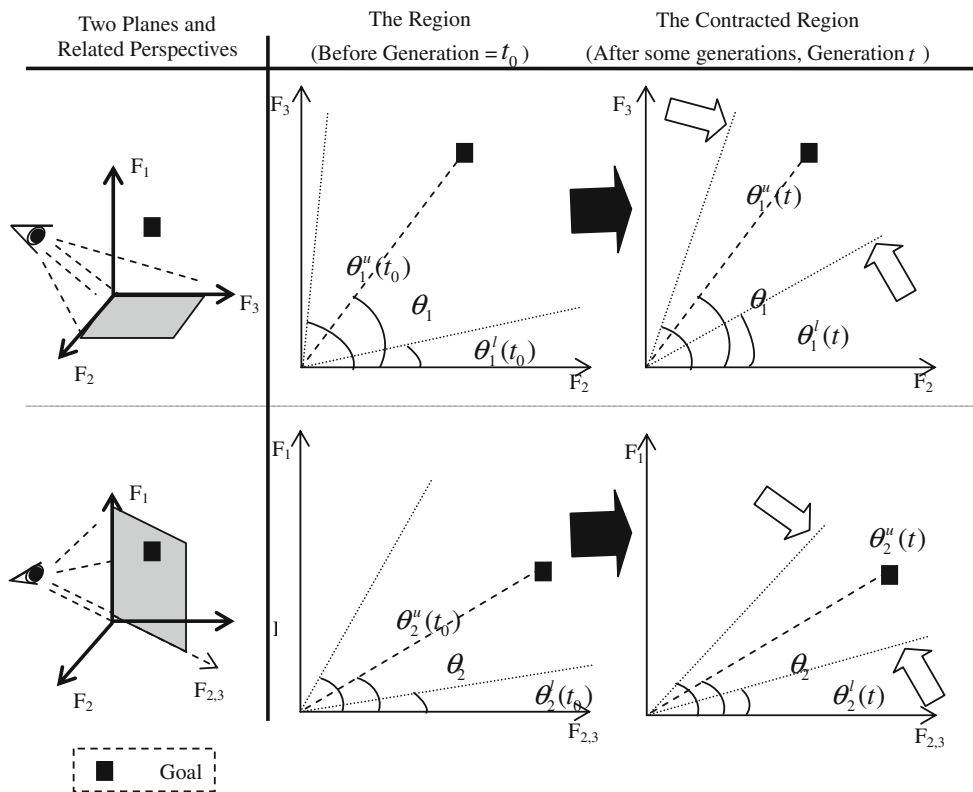 Two Planes and
Related Perspectives
The Region
(Before Generation = t₀)
The Contracted Region
(After some generations, Generation t)
F₁
F₃
F₂
F₃
θ₁ᵘ(t₀)
θ₁
θ₁ˡ(t₀)
F₂
θ₁ᵘ(t)
θ₁
θ₁ˡ(t)
F₂
F₁
F₂
F₂,₃
F₁
θ₂ᵘ(t₀)
θ₂
θ₂ˡ(t₀)
F₂,₃
F₁
θ₂ᵘ(t)
θ₂
θ₂ˡ(t)
F₂,₃
Goal